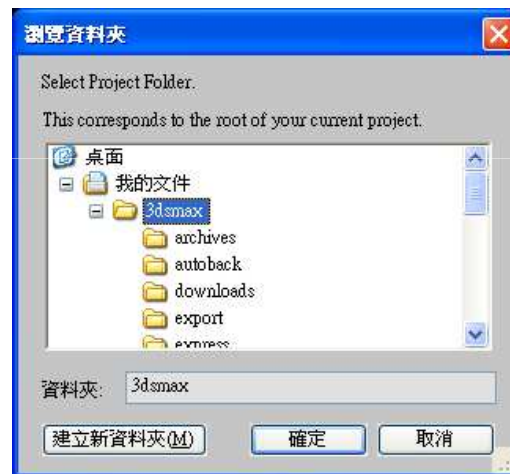 瀏覽資料夾
Select Project Folder.
This corresponds to the root of your current project.
桌面
我的文件
3dsmax
archives
autoback
downloads
export
express
資料夾: 3dsmax
建立新資料夾(M) 確定 取消